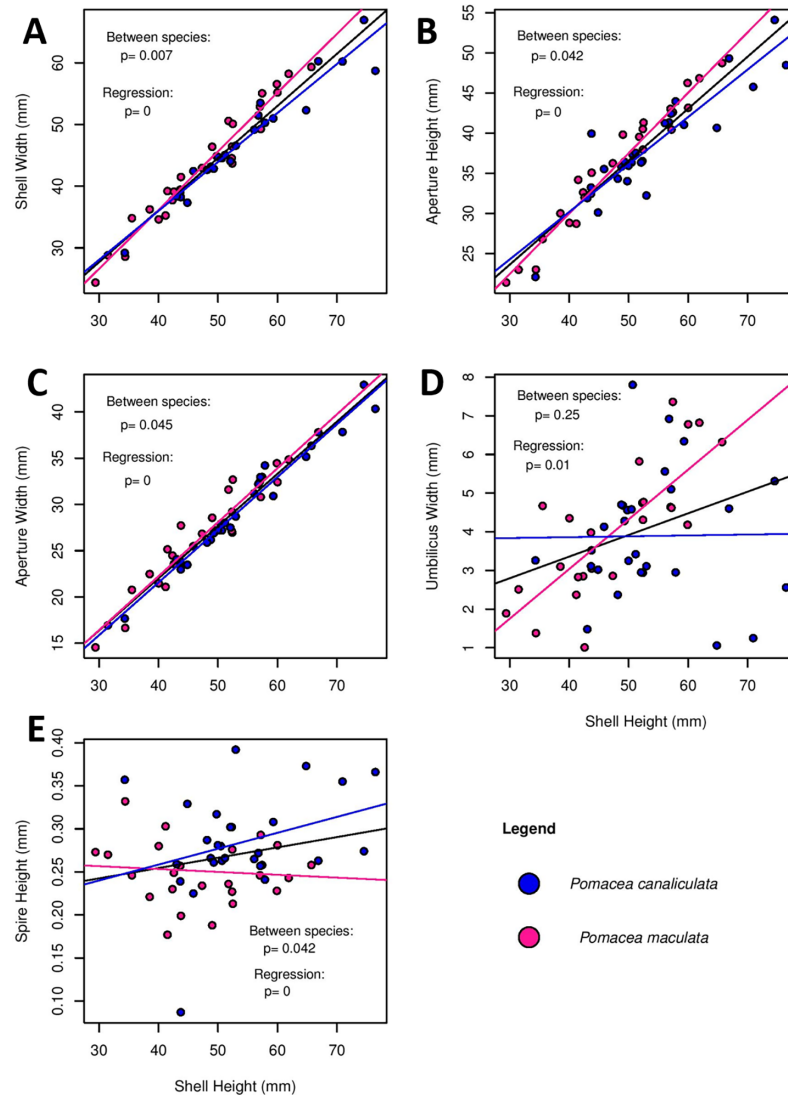 A
Between species:
p= 0.007
Regression:
p= 0
Shell Width (mm)
30
40
50
60
30 40 50 60 70
B
Between species:
p= 0.042
Regression:
p= 0
Aperture Height (mm)
25
30
35
40
45
50
55
30 40 50 60 70
C
Between species:
p= 0.045
Regression:
p= 0
Aperture Width (mm)
15
20
25
30
35
40
30 40 50 60 70
D
Between species:
p= 0.25
Regression:
p= 0.01
Umbilicus Width (mm)
1
2
3
4
5
6
7
8
30 40 50 60 70
Shell Height (mm)
E
Between species:
p= 0.042
Regression:
p= 0
Spire Height (mm)
0.10
0.15
0.20
0.25
0.30
0.35
0.40
30 40 50 60 70
Shell Height (mm)
Legend
Pomacea canaliculata
Pomacea maculata